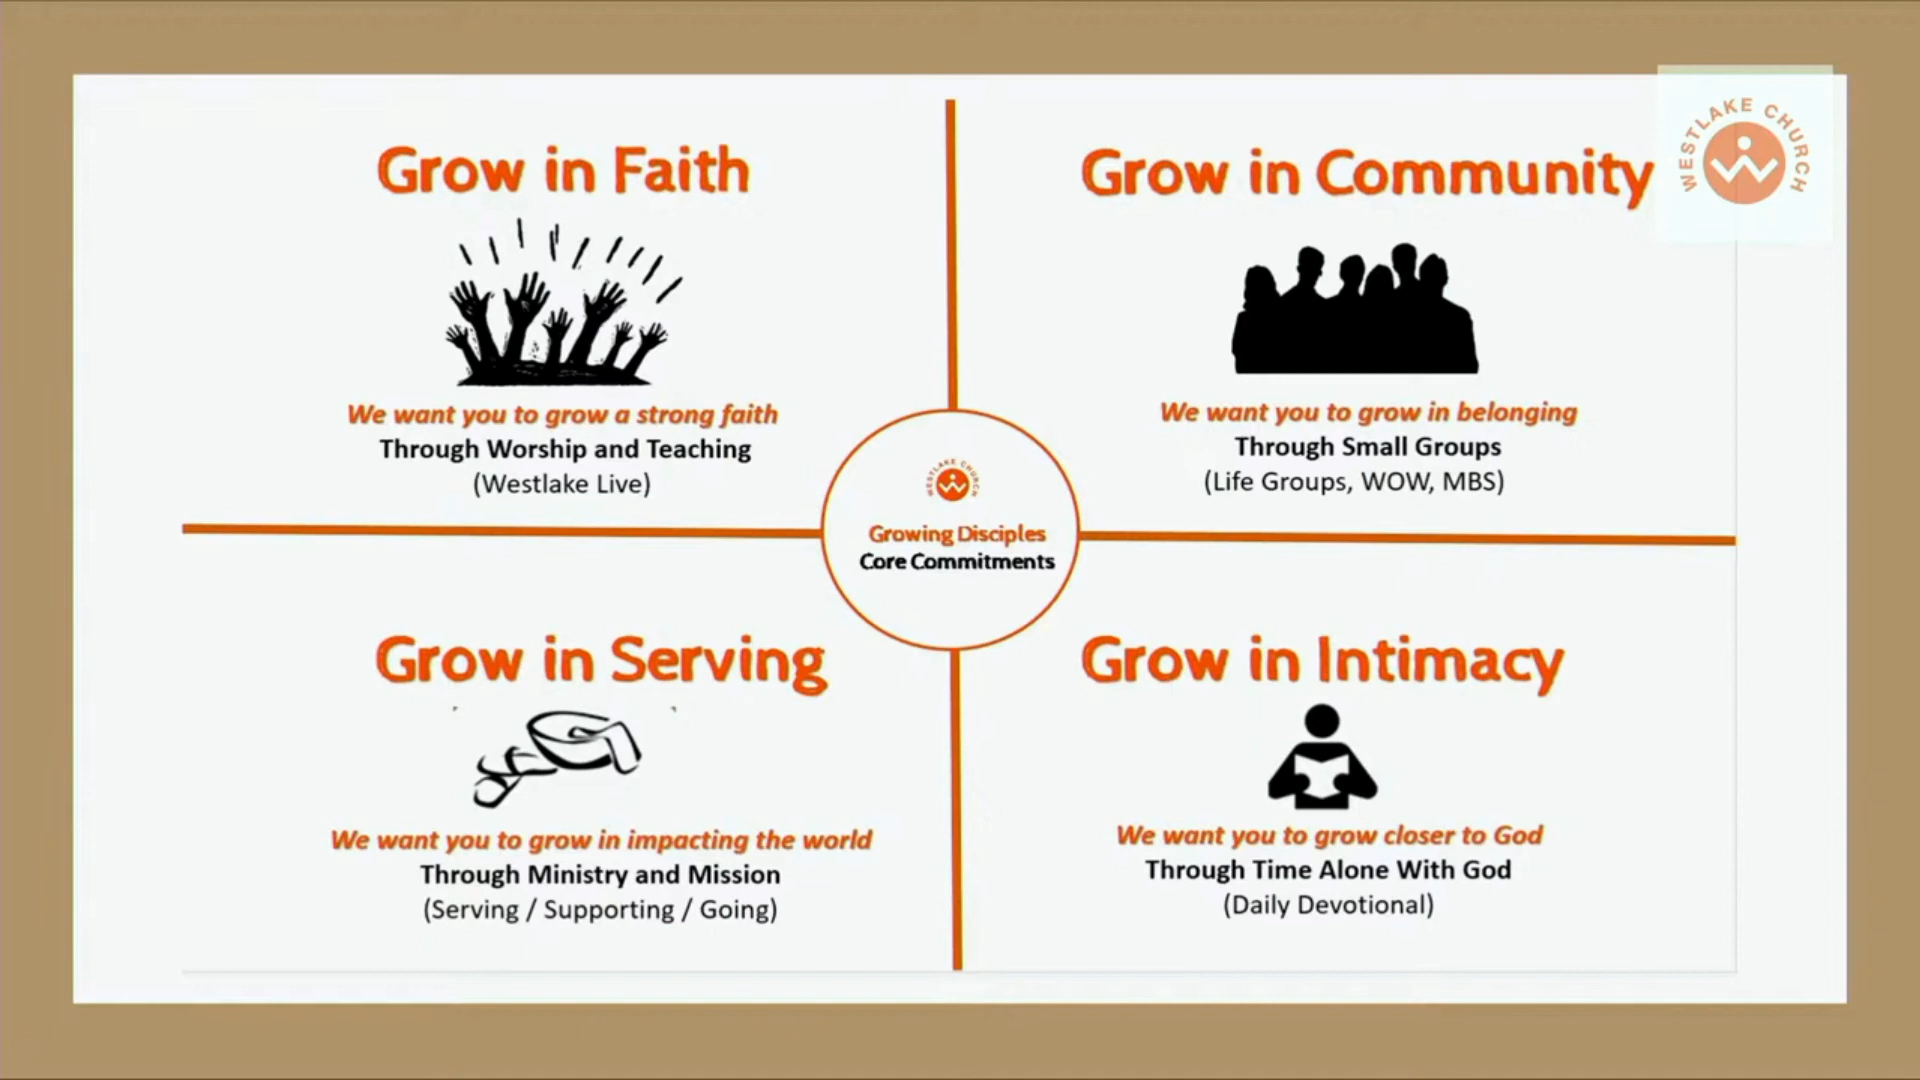 WESTLAKE CHURCH
Grow in Faith
We want you to grow a strong faith
Through Worship and Teaching
(Westlake Live)
Grow in Community
We want you to grow in belonging
Through Small Groups
(Life Groups, WOW, MBS)
WESTLAKE CHURCH
Growing Disciples
Core Commitments
Grow in Serving
We want you to grow in impacting the world
Through Ministry and Mission
(Serving / Supporting / Going)
Grow in Intimacy
We want you to grow closer to God
Through Time Alone With God
(Daily Devotional)